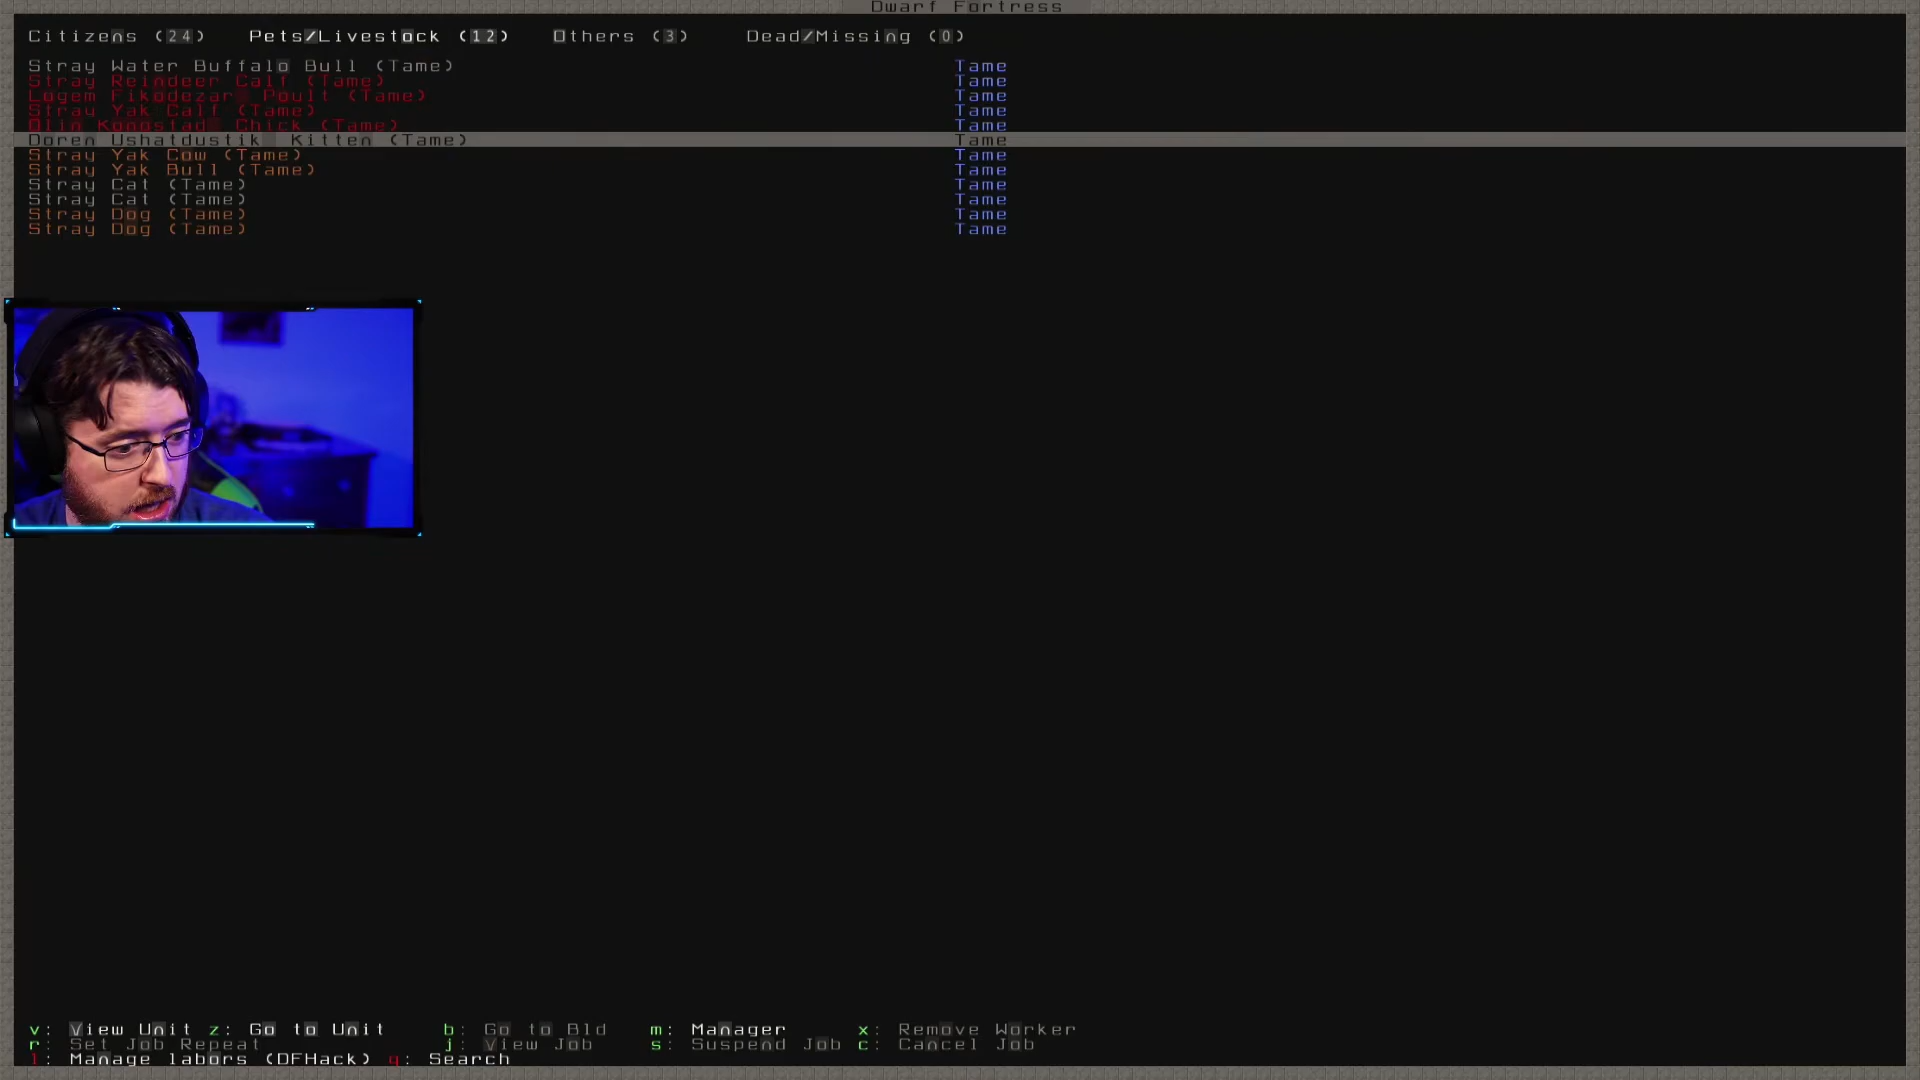 Dwarf Fortress
Citizens (24) Pets/Livestock (12) Others (3) Dead/Missing (0)
Stray Water Buffalo Bull (Tame) Tame
Stray Reindeer Calf (Tame) Tame
Logem Fikodezar Poult (Tame) Tame
Stray Yak Calf (Tame) Tame
Olin Kongstad Chick (Tame) Tame
Doren Ushatdustik Kitten (Tame) Tame
Stray Yak Cow (Tame) Tame
Stray Yak Bull (Tame) Tame
Stray Cat (Tame) Tame
Stray Cat (Tame) Tame
Stray Dog (Tame) Tame
Stray Dog (Tame) Tame
v: View Unit z: Go to Unit b: Go to Bld m: Manager x: Remove Worker
r: Set Job Repeat j: View Job s: Suspend Job c: Cancel Job
l: Manage labors (DFHack) q: Search